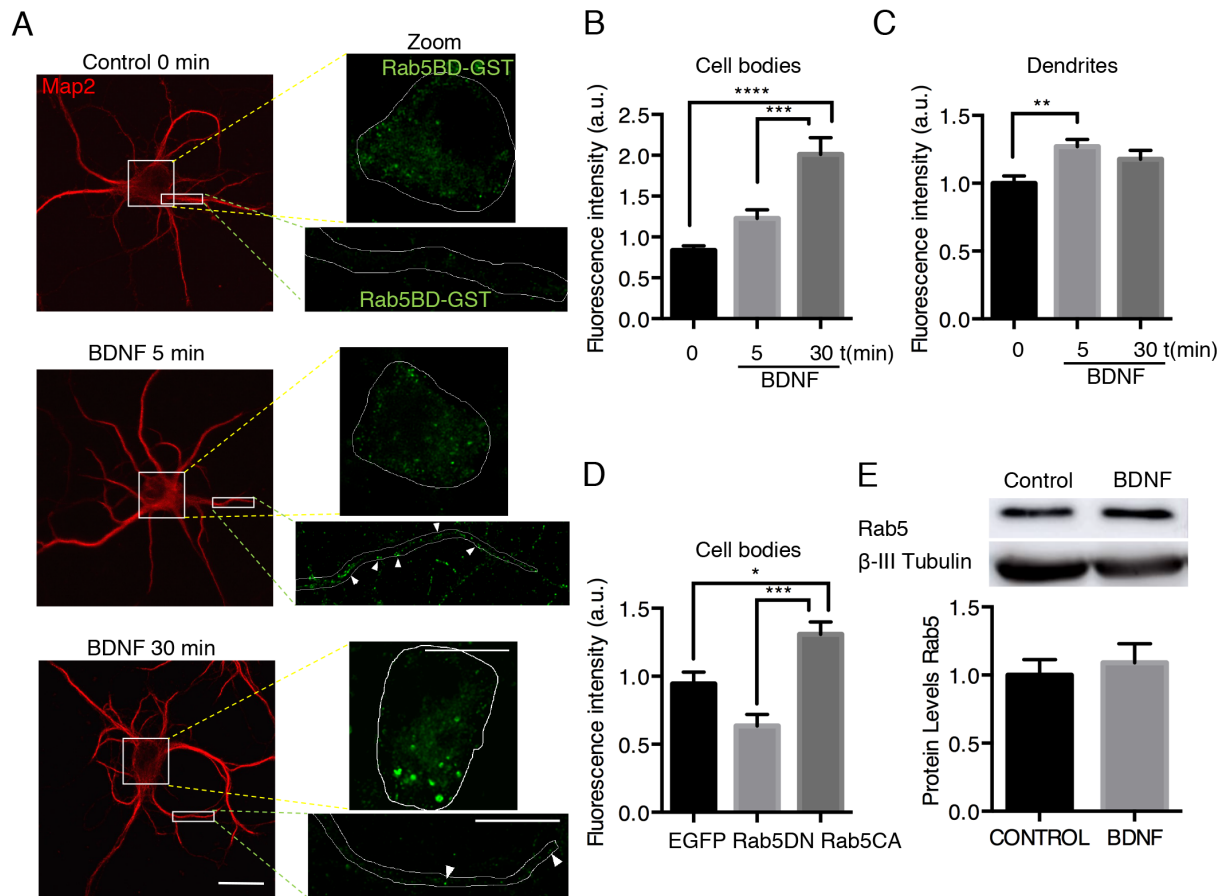 A
Control 0 min
Zoom
Map2
Rab5BD-GST
Rab5BD-GST
BDNF 5 min
BDNF 30 min
B
Cell bodies
****
***
Fluorescence intensity (a.u.)
2.5
2.0
1.5
1.0
0.5
0.0
0 5 30 t(min)
BDNF
C
Dendrites
**
Fluorescence intensity (a.u.)
1.5
1.0
0.5
0.0
0 5 30 t(min)
BDNF
D
Cell bodies
*
***
Fluorescence intensity (a.u.)
1.5
1.0
0.5
0.0
EGFP Rab5DN Rab5CA
E
Control BDNF
Rab5
β-III Tubulin
Protein Levels Rab5
1.5
1.0
0.5
0.0
CONTROL BDNF